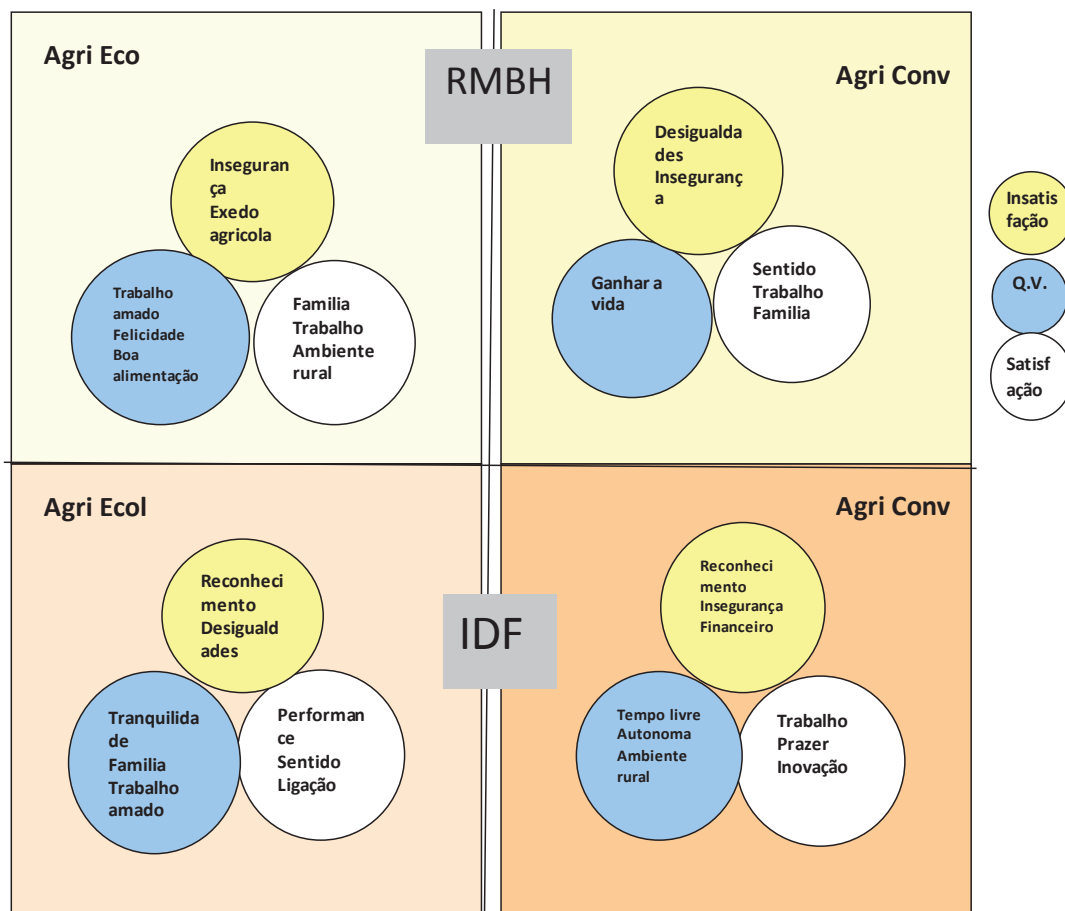 Agri Eco
RMBH
Agri Conv
Inseguran
ça
Exedo
agricola
Trabalho
amado
Felicidade
Boa
alimentação
Familia
Trabalho
Ambiente
rural
Desigualda
des
Inseguranç
a
Ganhar a
vida
Sentido
Trabalho
Familia
Insatis
fação
Q.V.
Satisf
ação
Agri Ecol
IDF
Agri Conv
Reconheci
mento
Desiguald
ades
Tranquilida
de
Familia
Trabalho
amado
Performan
ce
Sentido
Ligação
Reconheci
mento
Insegurança
Financeiro
Tempo livre
Autonoma
Ambiente
rural
Trabalho
Prazer
Inovação